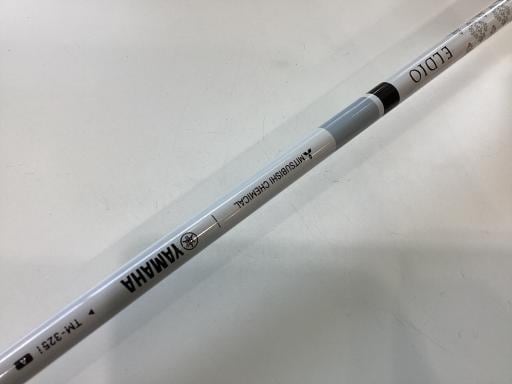 ELDIO
MITSUBISHI CHEMICAL
YAMAHA
TM-325i A